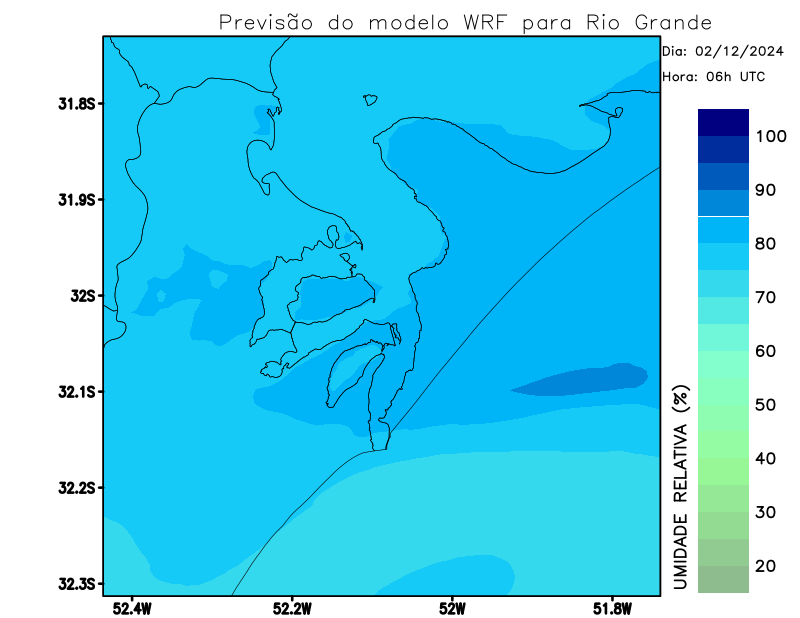 Previsão do modelo WRF para Rio Grande
Dia: 02/12/2024
Hora: 06h UTC
31.8S
31.9S
32S
32.1S
32.2S
32.3S
52.4W
52.2W
52W
51.8W
100
90
80
70
60
50
40
30
20
UMIDADE RELATIVA (%)